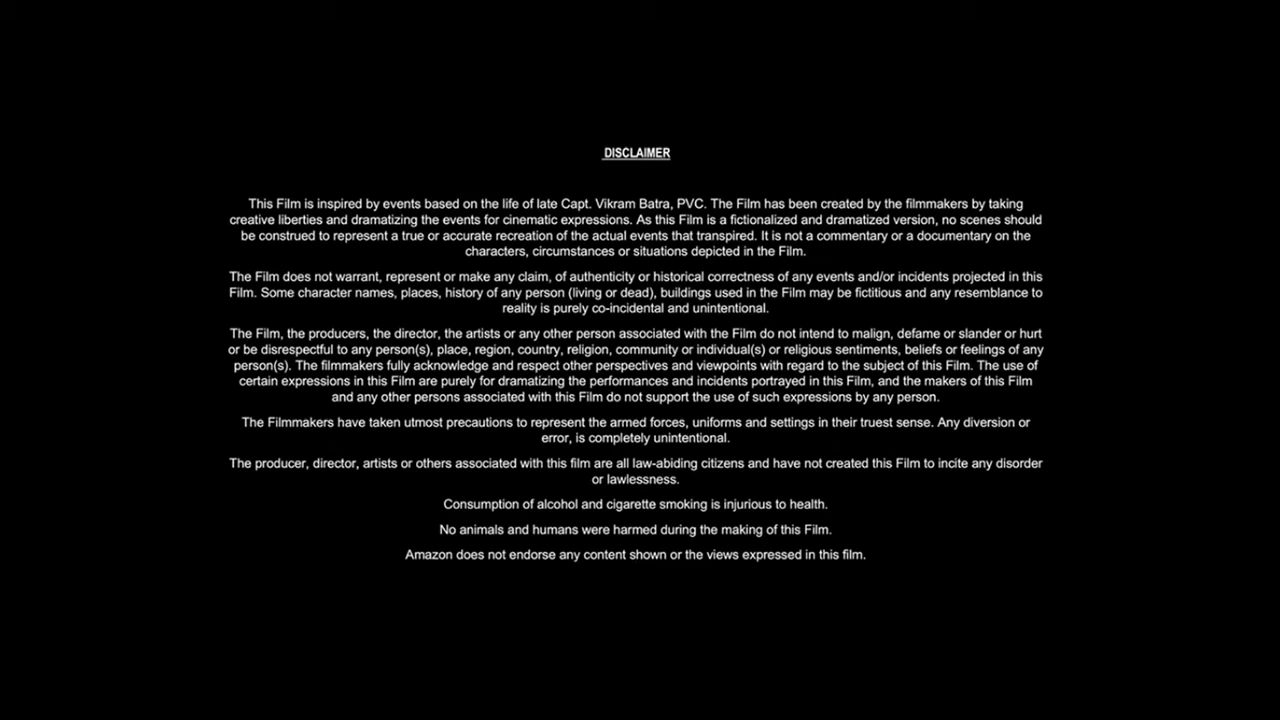 DISCLAIMER
This Film is inspired by events based on the life of late Capt. Vikram Batra, PVC. The Film has been created by the filmmakers by taking
creative liberties and dramatizing the events for cinematic expressions. As this Film is a fictionalized and dramatized version, no scenes should
be construed to represent a true or accurate recreation of the actual events that transpired. It is not a commentary or a documentary on the
characters, circumstances or situations depicted in the Film.
The Film does not warrant, represent or make any claim, of authenticity or historical correctness of any events and/or incidents projected in this
Film. Some character names, places, history of any person (living or dead), buildings used in the Film may be fictitious and any resemblance to
reality is purely co-incidental and unintentional.
The Film, the producers, the director, the artists or any other person associated with the Film do not intend to malign, defame or slander or hurt
or be disrespectful to any person(s), place, region, country, religion, community or individual(s) or religious sentiments, beliefs or feelings of any
person(s). The filmmakers fully acknowledge and respect other perspectives and viewpoints with regard to the subject of this Film. The use of
certain expressions in this Film are purely for dramatizing the performances and incidents portrayed in this Film, and the makers of this Film
and any other persons associated with this Film do not support the use of such expressions by any person.
The Filmmakers have taken utmost precautions to represent the armed forces, uniforms and settings in their truest sense. Any diversion or
error, is completely unintentional.
The producer, director, artists or others associated with this film are all law-abiding citizens and have not created this Film to incite any disorder
or lawlessness.
Consumption of alcohol and cigarette smoking is injurious to health.
No animals and humans were harmed during the making of this Film.
Amazon does not endorse any content shown or the views expressed in this film.